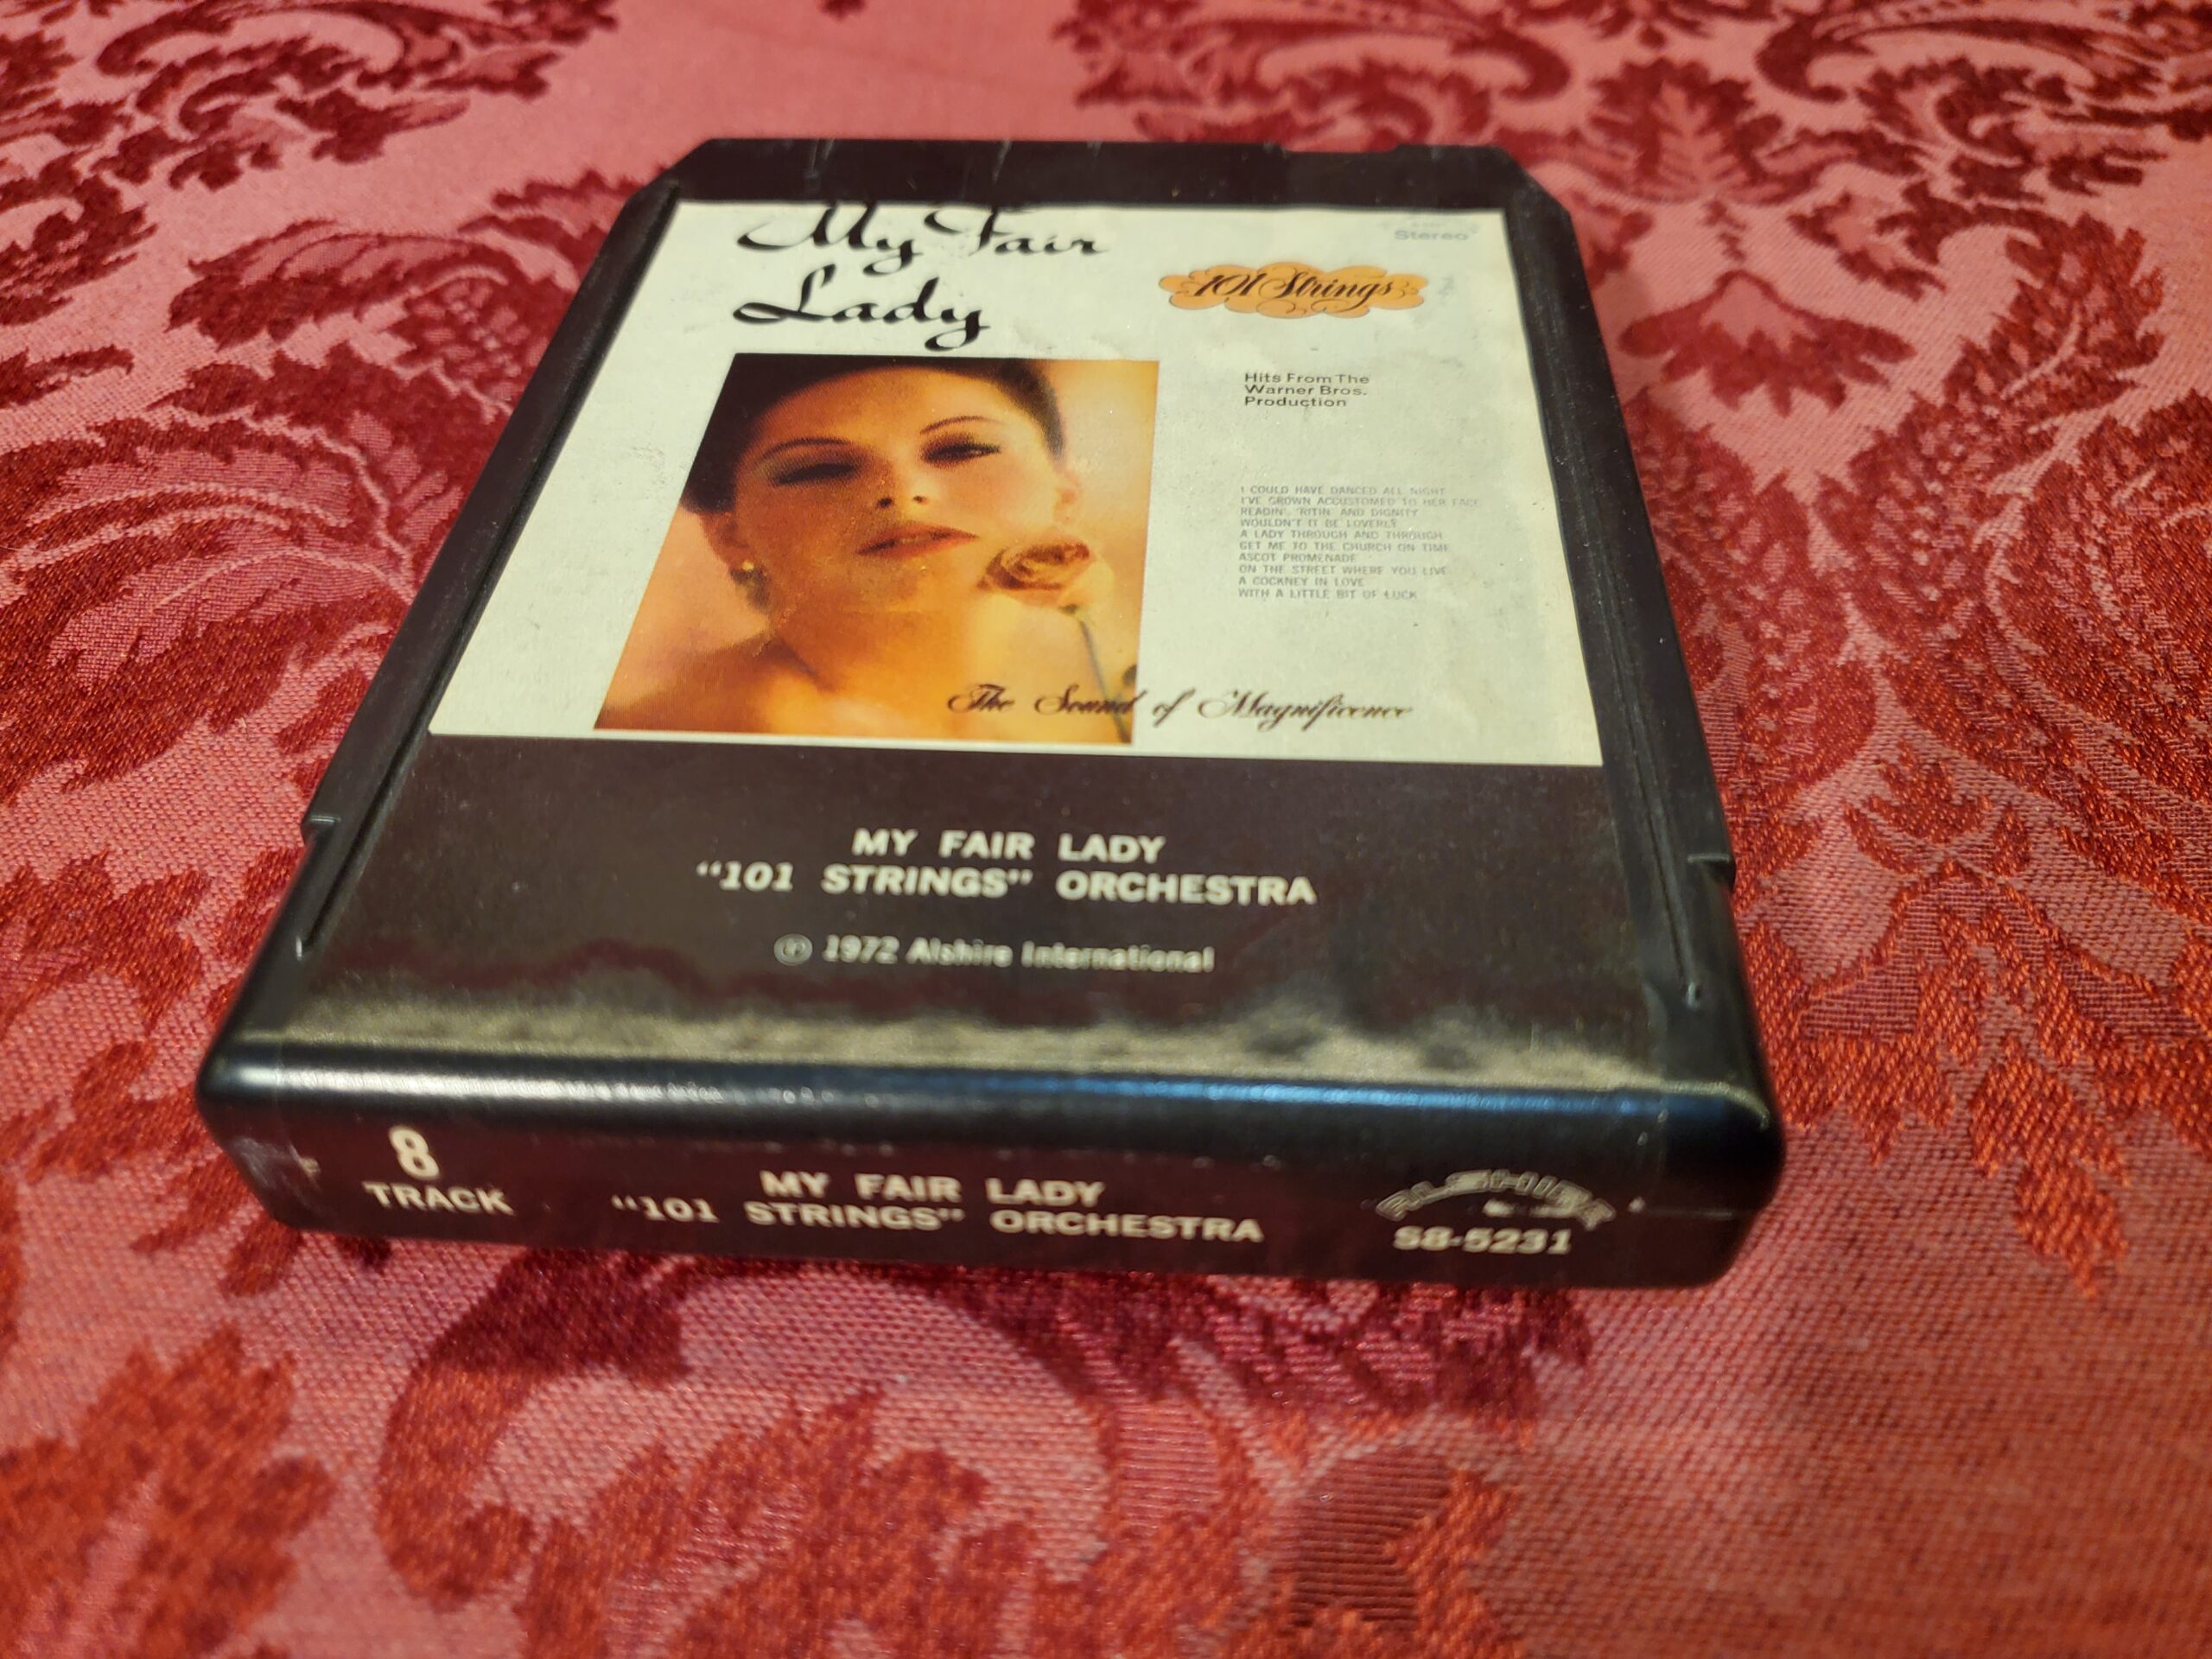 My Fair
Lady
Stereo
101 Strings
Hits From The
Warner Bros.
Production
I COULD HAVE DANCED ALL NIGHT
I'VE GROWN ACCUSTOMED TO HER FACE
READIN', 'RITIN' AND DIGNITY
WOULDN'T IT BE LOVERLY
A LADY THROUGH AND THROUGH
GET ME TO THE CHURCH ON TIME
ASCOT PROMENADE
ON THE STREET WHERE YOU LIVE
A COCKNEY IN LOVE
WITH A LITTLE BIT OF LUCK
The Sound of Magnificence
MY FAIR LADY
“101 STRINGS” ORCHESTRA
℗ 1972 Alshire International
8
TRACK
MY FAIR LADY
“101 STRINGS” ORCHESTRA
ALSHIRE
S8-5231